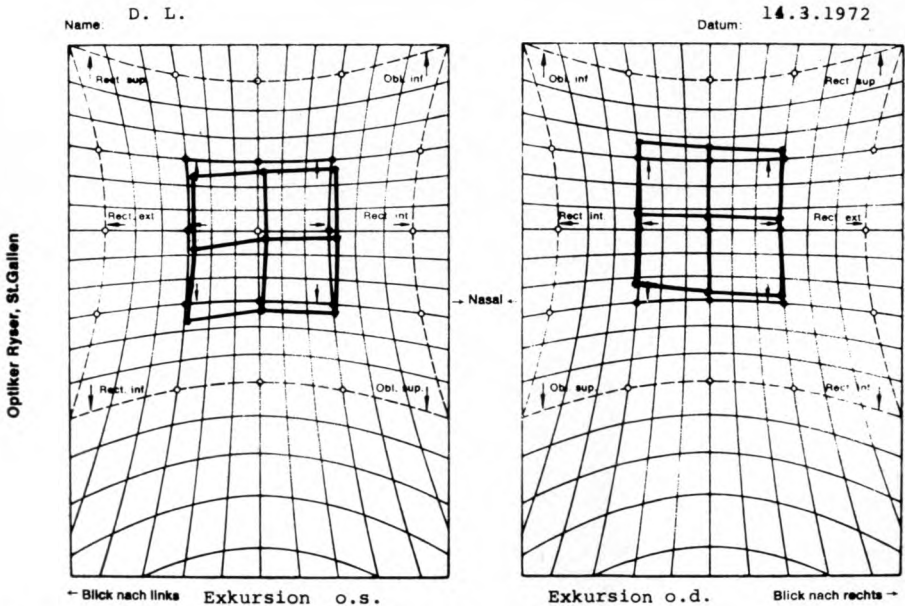 Name: D. L.
Datum: 14.3.1972
Optiker Ryser, St.Gallen
Rect. sup.
Obl. inf
Obl. inf
Rect. sup
Rect. ext
Rect. int
Rect. int.
Rect. ext
→ Nasal ←
Rect. inf
Obl. sup.
Obl. sup.
Rect. inf
← Blick nach links
Exkursion o.s.
Exkursion o.d.
Blick nach rechts →